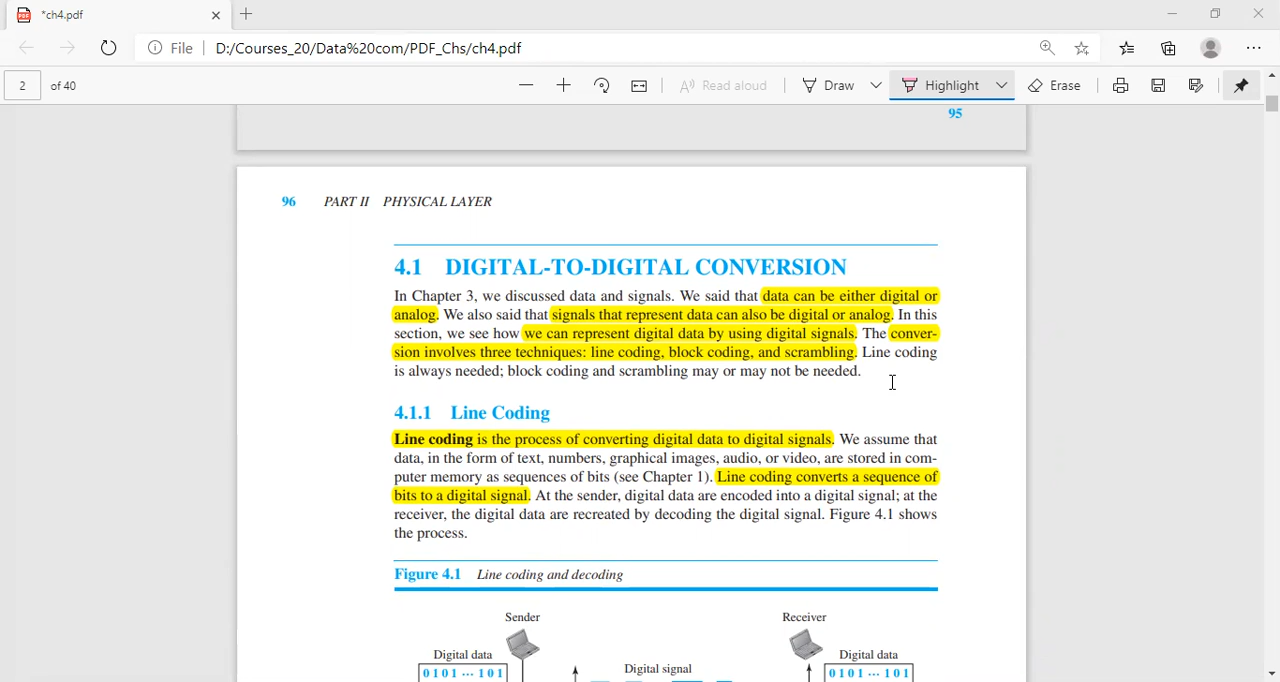 *ch4.pdf
File
D:/Courses_20/Data%20com/PDF_Chs/ch4.pdf
2 of 40
Read aloud
Draw
Highlight
Erase
95
96 PART II PHYSICAL LAYER
4.1 DIGITAL-TO-DIGITAL CONVERSION
In Chapter 3, we discussed data and signals. We said that data can be either digital or
analog. We also said that signals that represent data can also be digital or analog. In this
section, we see how we can represent digital data by using digital signals. The conver-
sion involves three techniques: line coding, block coding, and scrambling. Line coding
is always needed; block coding and scrambling may or may not be needed.
4.1.1 Line Coding
Line coding is the process of converting digital data to digital signals. We assume that
data, in the form of text, numbers, graphical images, audio, or video, are stored in com-
puter memory as sequences of bits (see Chapter 1). Line coding converts a sequence of
bits to a digital signal. At the sender, digital data are encoded into a digital signal; at the
receiver, the digital data are recreated by decoding the digital signal. Figure 4.1 shows
the process.
Figure 4.1 Line coding and decoding
Sender
Receiver
Digital data
Digital data
Digital signal
0 1 0 1 ··· 1 0 1
0 1 0 1 ··· 1 0 1